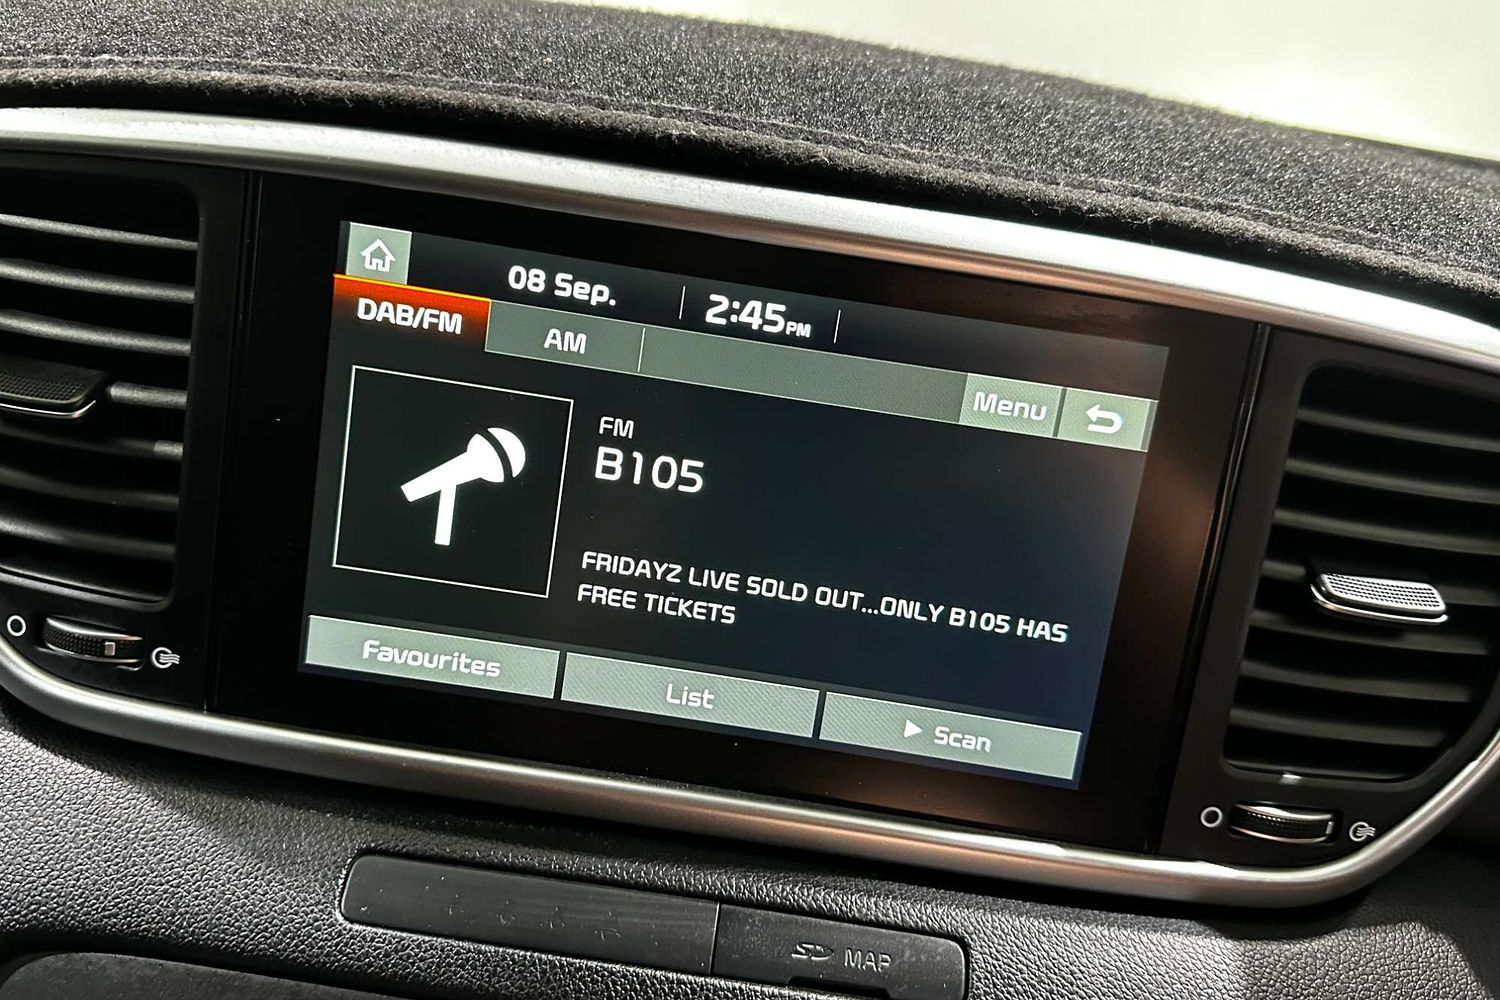 08 Sep.
2:45PM
DAB/FM
AM
Menu
FM
B105
FRIDAYZ LIVE SOLD OUT...ONLY B105 HAS
FREE TICKETS
Favourites
List
Scan
SD MAP